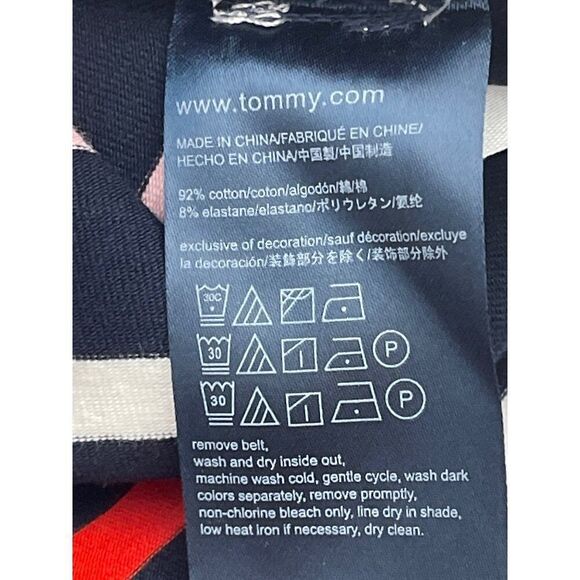 www.tommy.com
MADE IN CHINA/FABRIQUÉ EN CHINE/
HECHO EN CHINA/中国製/中国制造
92% cotton/coton/algodón/綿/棉
8% elastane/elastano/ポリウレタン/氨纶
exclusive of decoration/sauf décoration/excluye
la decoración/装飾部分を除く/装饰部分除外
30C
30 P
30 P
remove belt,
wash and dry inside out,
machine wash cold, gentle cycle, wash dark
colors separately, remove promptly,
non-chlorine bleach only, line dry in shade,
low heat iron if necessary, dry clean.